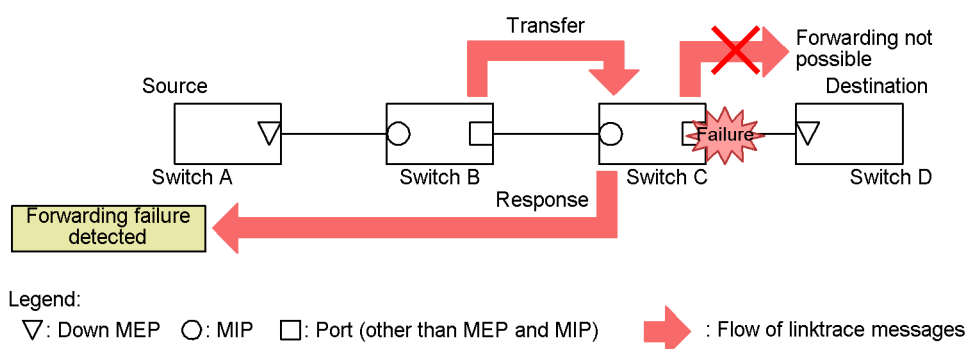 Transfer
Forwarding not
possible
Source
Destination
Failure
Switch A
Switch B
Switch C
Switch D
Response
Forwarding failure
detected
Legend:
: Down MEP : MIP : Port (other than MEP and MIP) : Flow of linktrace messages